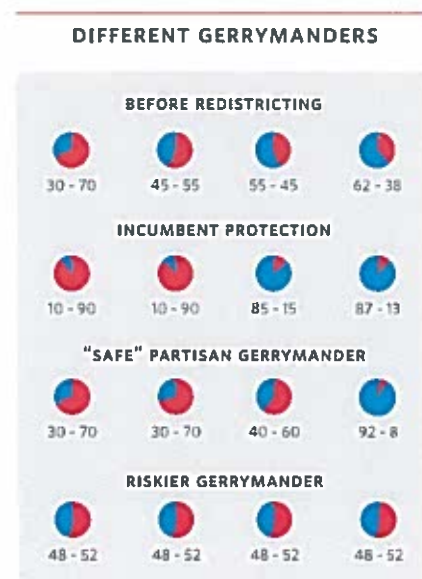 DIFFERENT GERRYMANDERS
BEFORE REDISTRICTING
30 - 70 45 - 55 55 - 45 62 - 38
INCUMBENT PROTECTION
10 - 90 10 - 90 85 - 15 87 - 13
"SAFE" PARTISAN GERRYMANDER
30 - 70 30 - 70 40 - 60 92 - 8
RISKIER GERRYMANDER
48 - 52 48 - 52 48 - 52 48 - 52